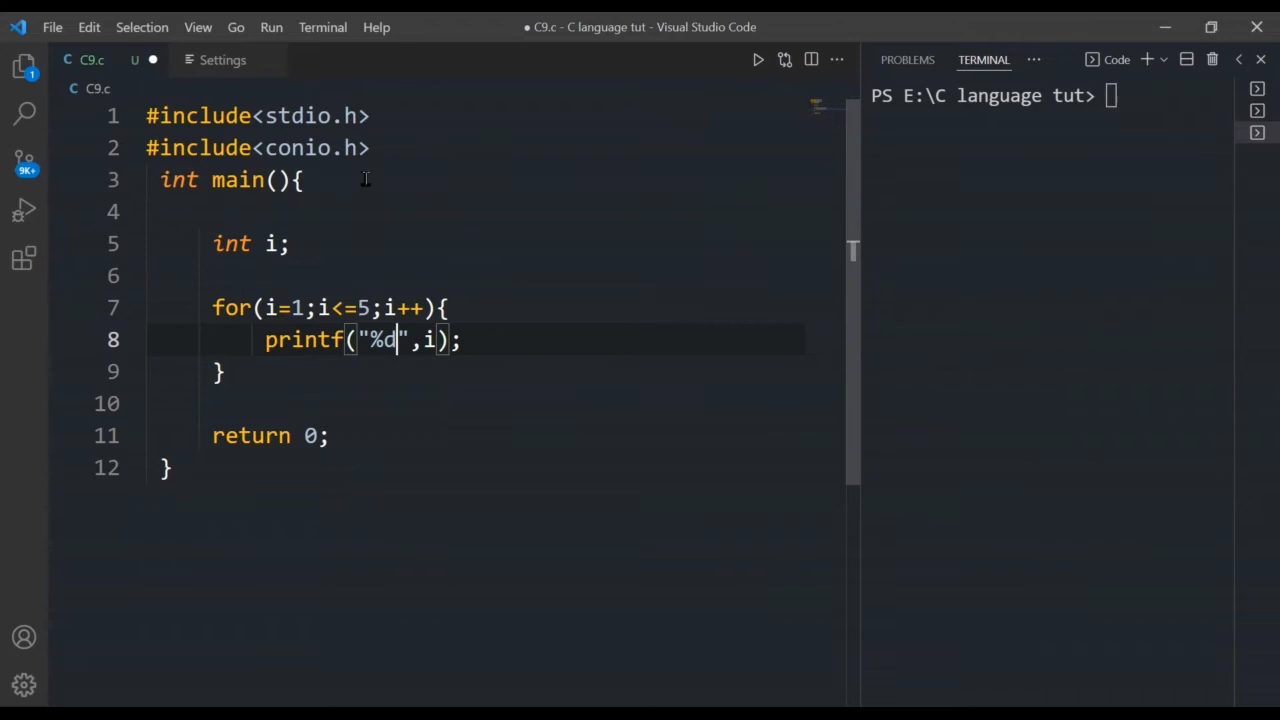 File Edit Selection View Go Run Terminal Help ● C9.c - C language tut - Visual Studio Code
C C9.c U ● Settings PROBLEMS TERMINAL ··· Code
C C9.c
1 #include<stdio.h>
2 #include<conio.h>
3 int main(){
4
5 int i;
6
7 for(i=1;i<=5;i++){
8 printf("%d",i);
9 }
10
11 return 0;
12 }
PS E:\C language tut>
1
9K+
T